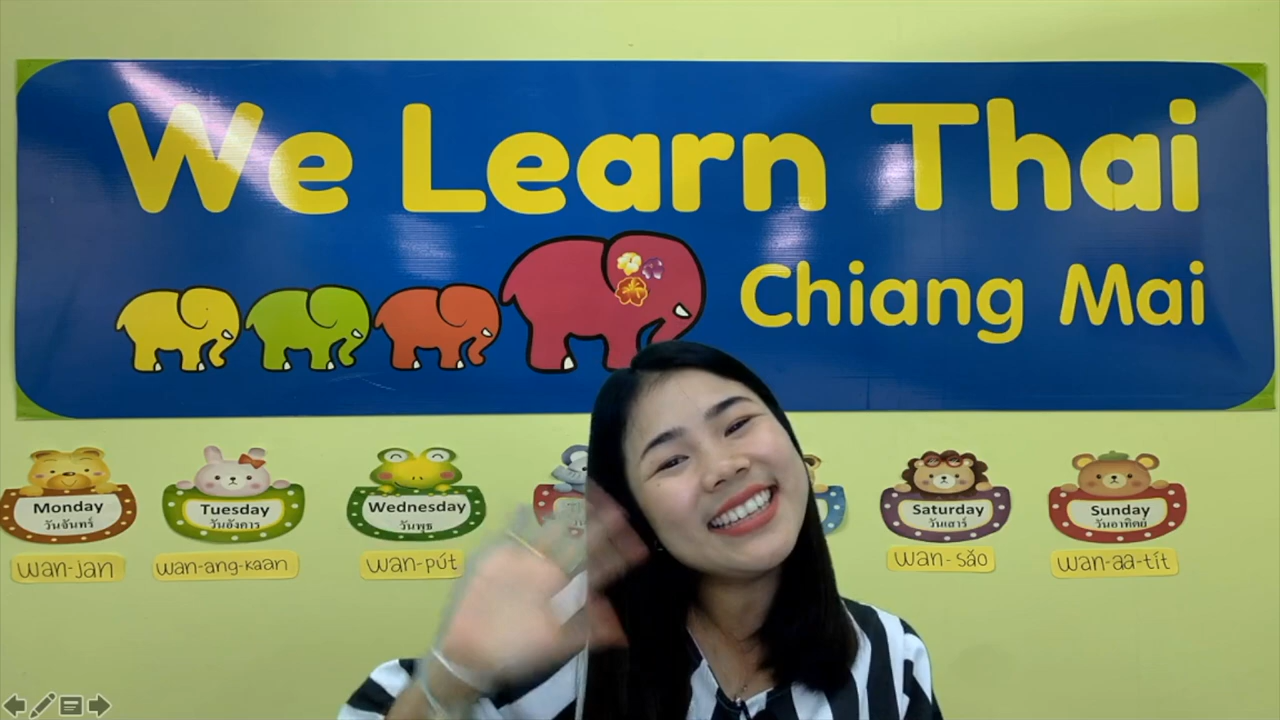 We Learn Thai
Chiang Mai
Monday
วันจันทร์
Tuesday
วันอังคาร
Wednesday
วันพุธ
Saturday
วันเสาร์
Sunday
วันอาทิตย์
wan-jan
wan-ang-kaan
wan-pút
wan-săo
wan-aa-tít